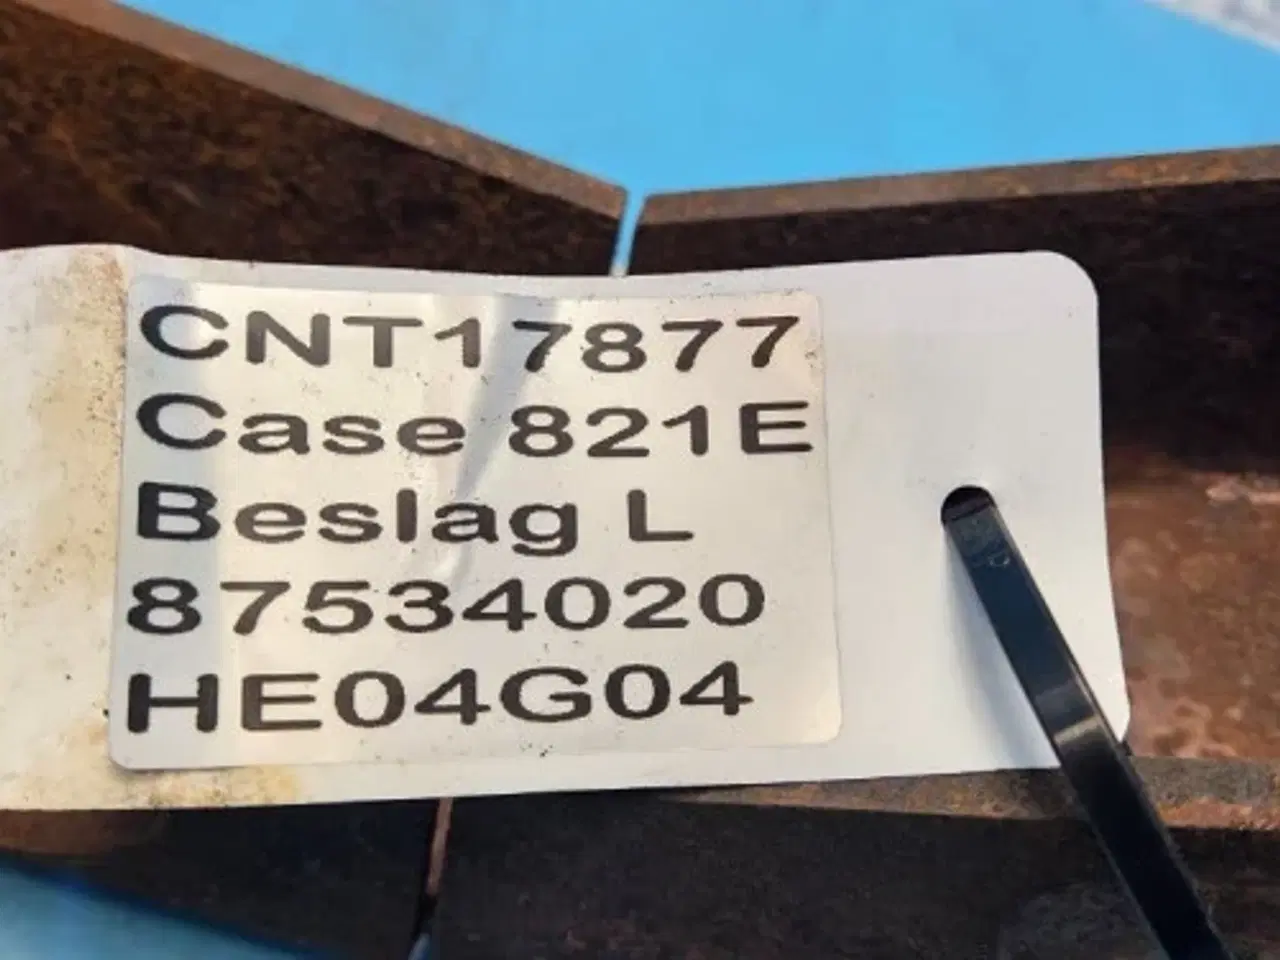 CNT17877
Case 821E
Beslag L
87534020
HE04G04